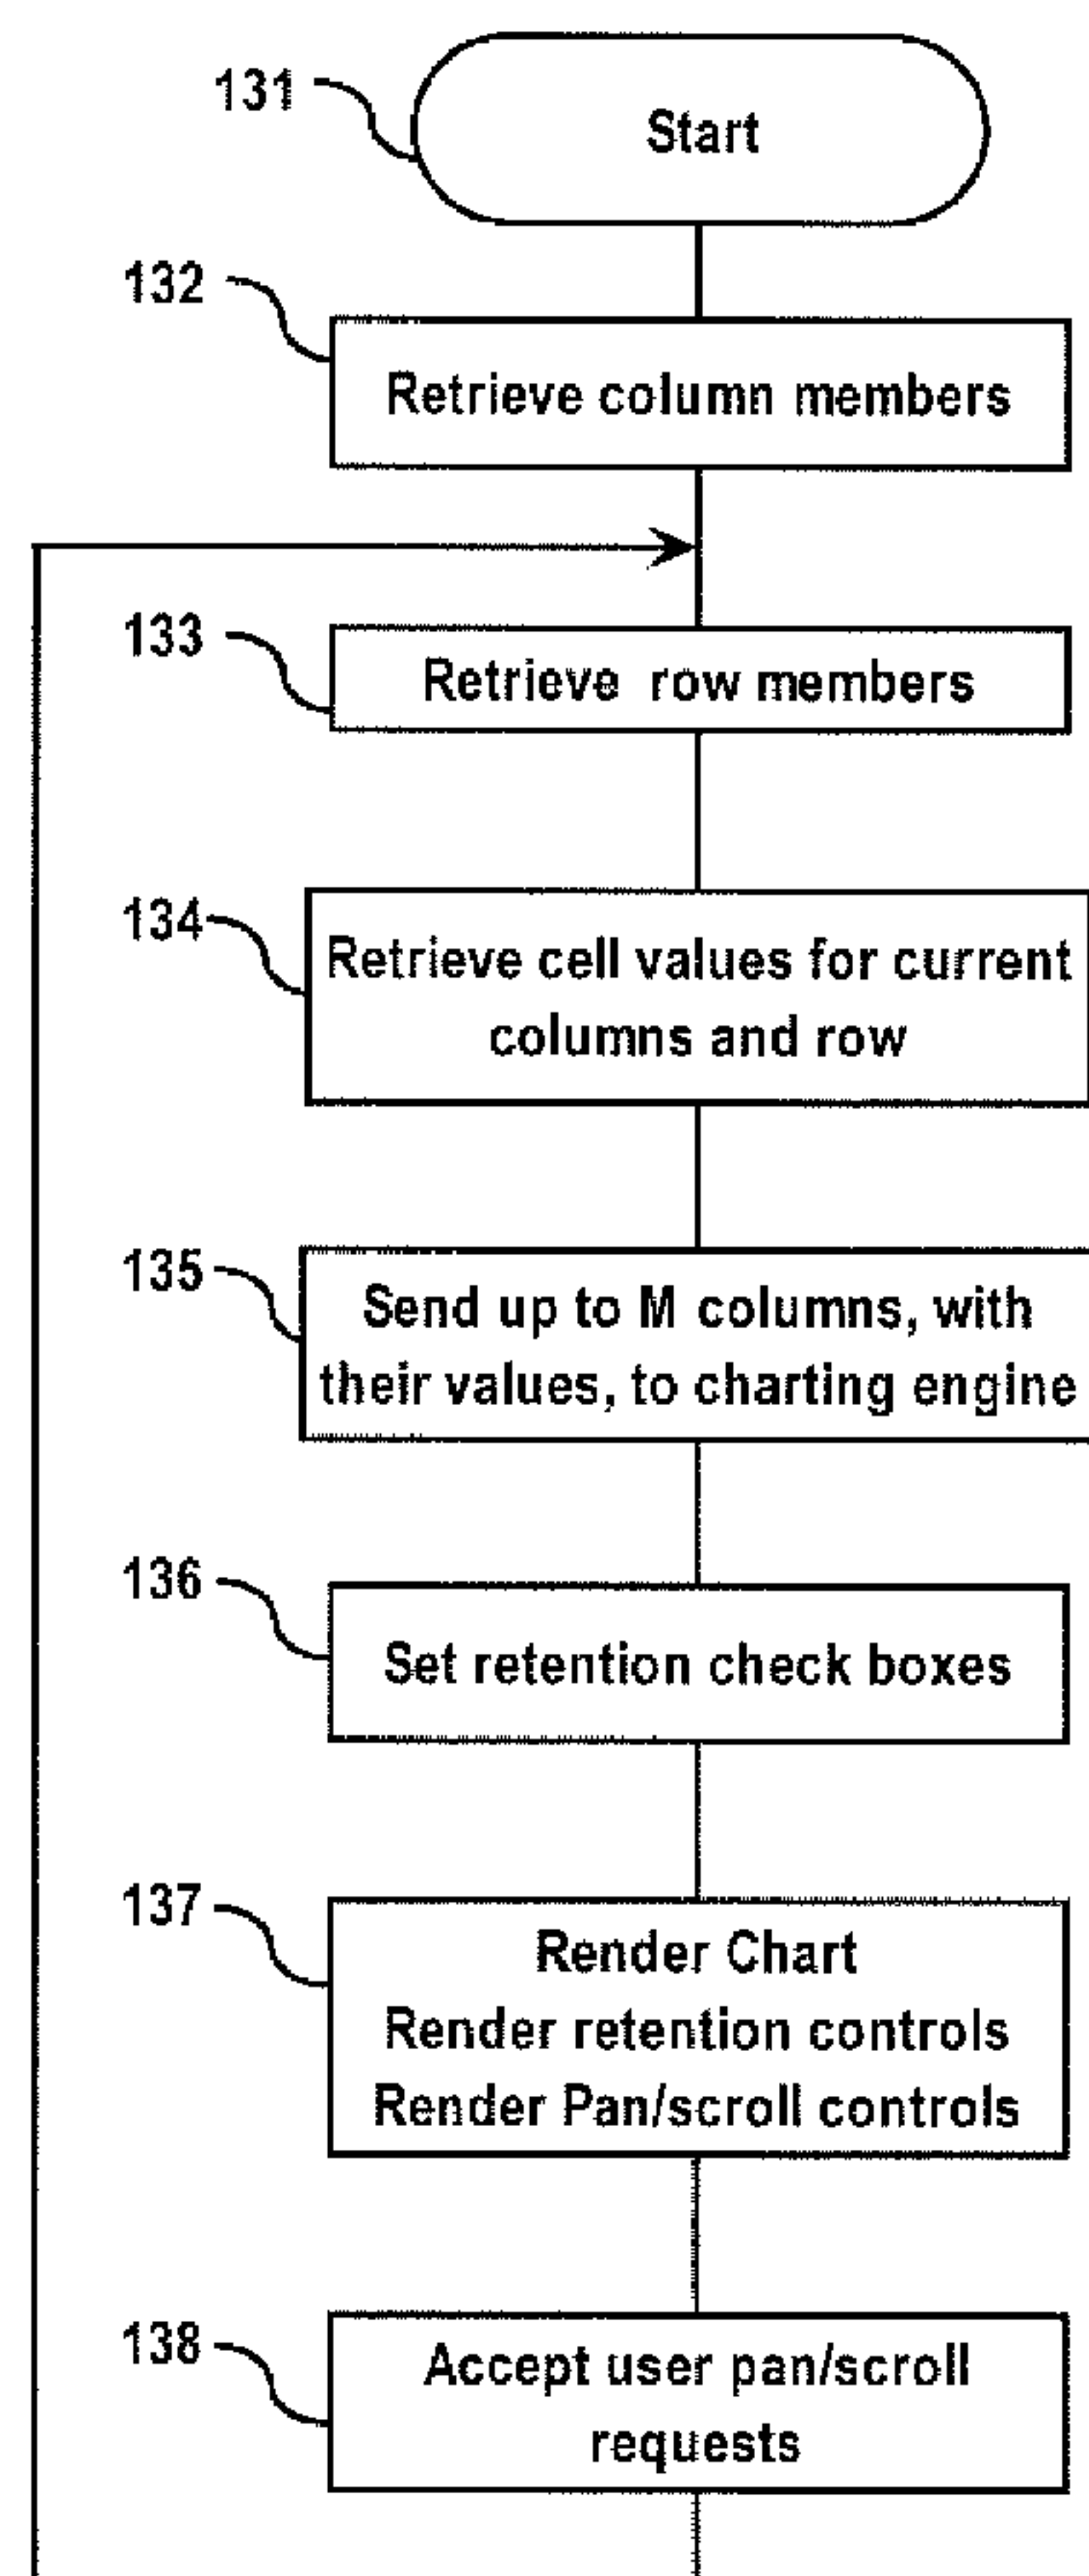 131
Start
132
Retrieve column members
133
Retrieve row members
134
Retrieve cell values for current
columns and row
135
Send up to M columns, with
their values, to charting engine
136
Set retention check boxes
137
Render Chart
Render retention controls
Render Pan/scroll controls
138
Accept user pan/scroll
requests